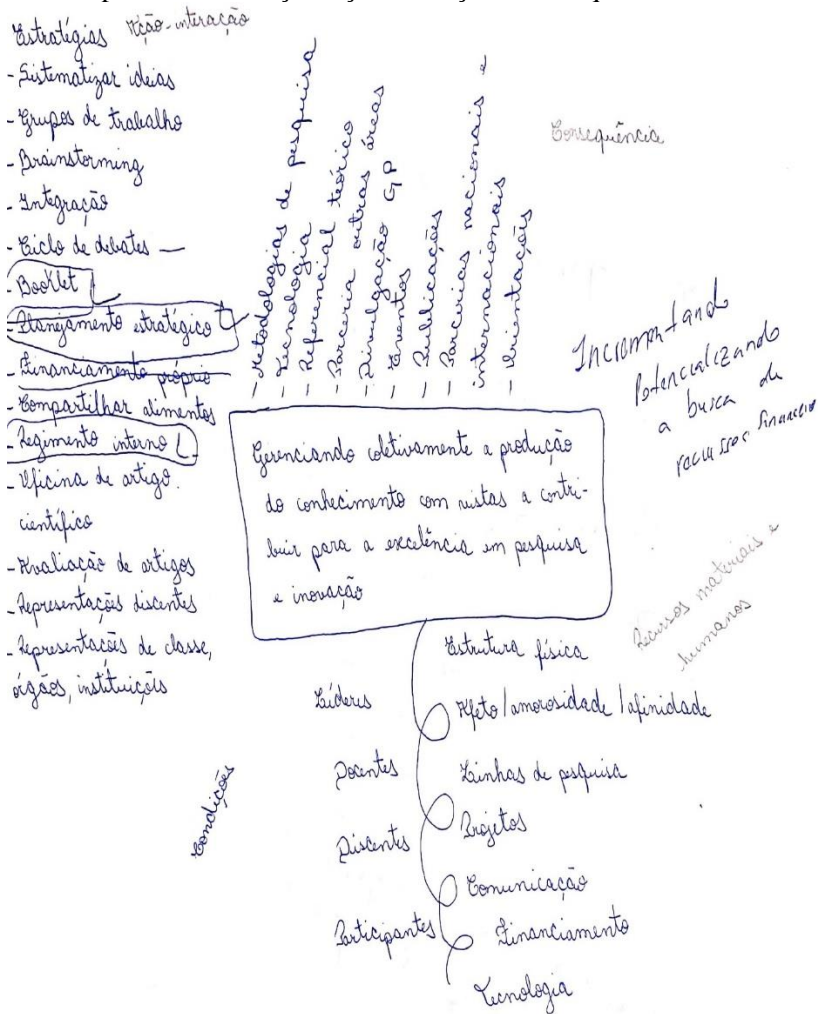 Estratégias Ação-interação
- Sistematizar ideias
- Grupos de trabalho
- Brainstorming
- Integração
- Ciclo de debates —
- Booklet
- Planejamento estratégico
- Financiamento próprio
- Compartilhar alimentos
- Regimento interno
- Oficina de artigo
científico
- Avaliação de artigos
- Representações discentes
- Representações de classe,
órgãos, instituições
- Metodologias de pesquisa
- Tecnologia
- Referencial teórico
- Parceria outras áreas
- Divulgação GP
- Eventos
- Publicações
- Parcerias nacionais e
internacionais
- Orientações
Consequência
Incrementando
Potencializando
a busca de
recursos financeiro
Gerenciando coletivamente a produção
do conhecimento com vistas a contri-
buir para a excelência em pesquisa
e inovação
Recursos materiais e
humanos
Condições
Líderes
Docentes
Discentes
Participantes
Estrutura física
Afeto/amorosidade/afinidade
Linhas de pesquisa
Projetos
Comunicação
Financiamento
Tecnologia